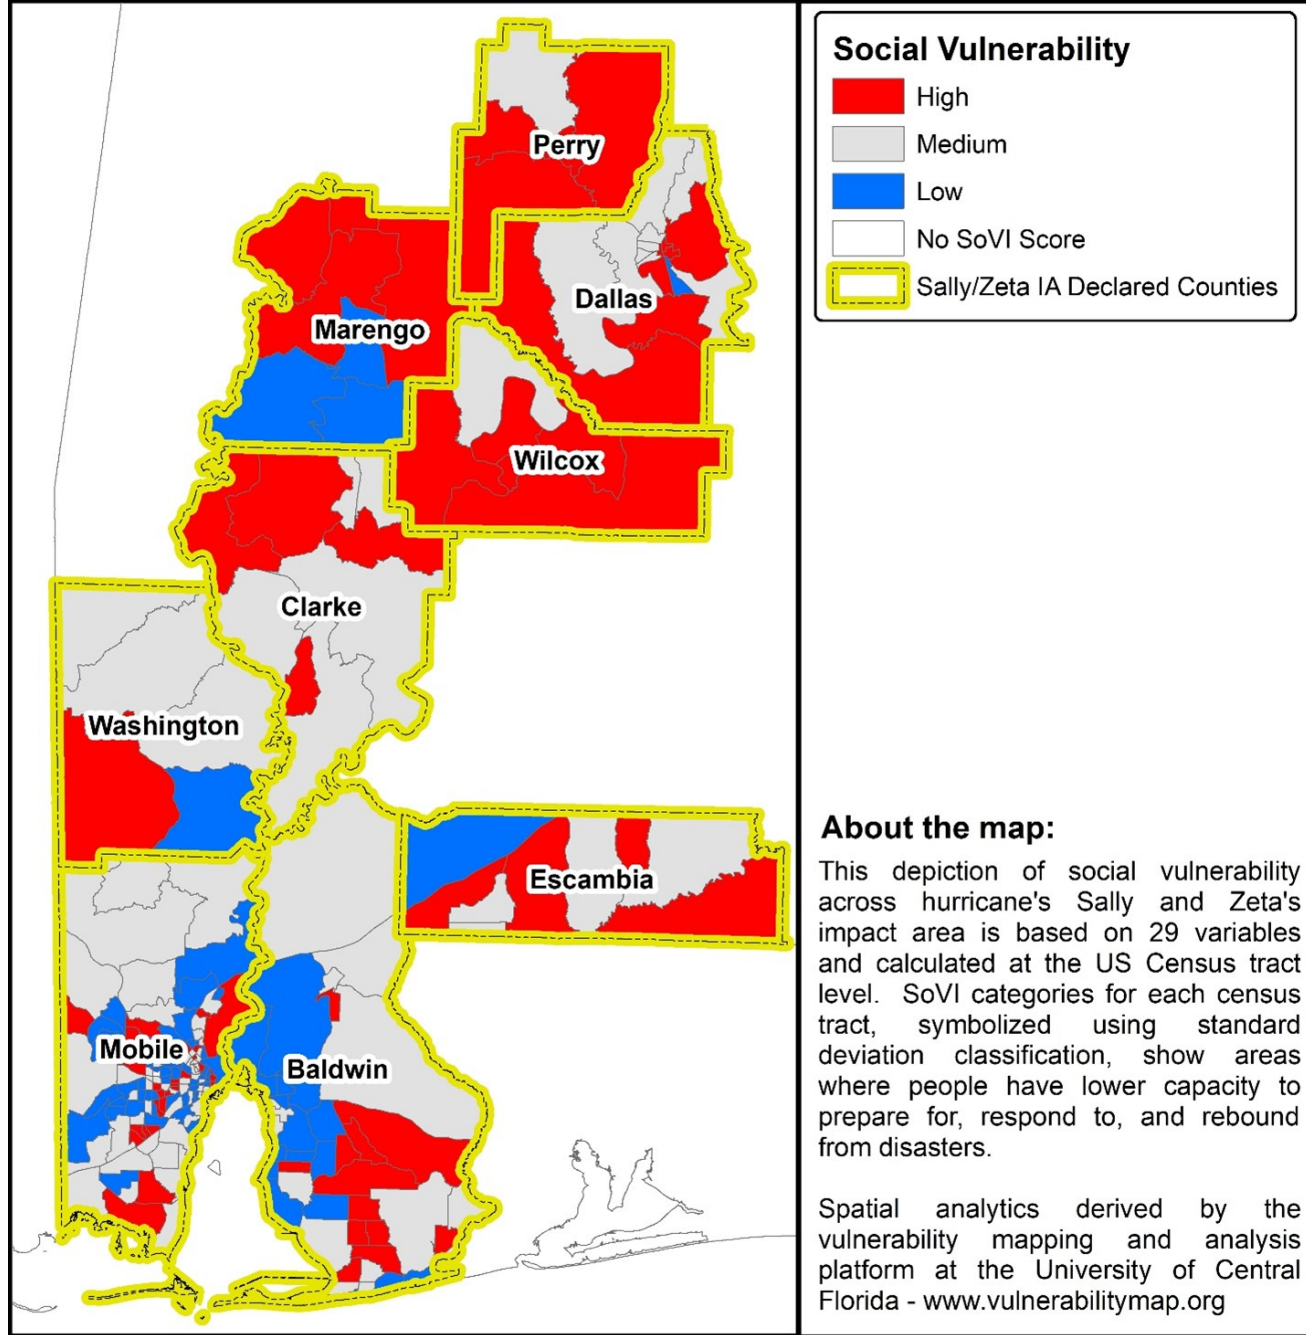 Social Vulnerability
High
Medium
Low
No SoVI Score
Sally/Zeta IA Declared Counties
Perry
Dallas
Marengo
Wilcox
Clarke
Washington
Escambia
Mobile
Baldwin
About the map:
This depiction of social vulnerability
across hurricane's Sally and Zeta's
impact area is based on 29 variables
and calculated at the US Census tract
level. SoVI categories for each census
tract, symbolized using standard
deviation classification, show areas
where people have lower capacity to
prepare for, respond to, and rebound
from disasters.
Spatial analytics derived by the
vulnerability mapping and analysis
platform at the University of Central
Florida - www.vulnerabilitymap.org